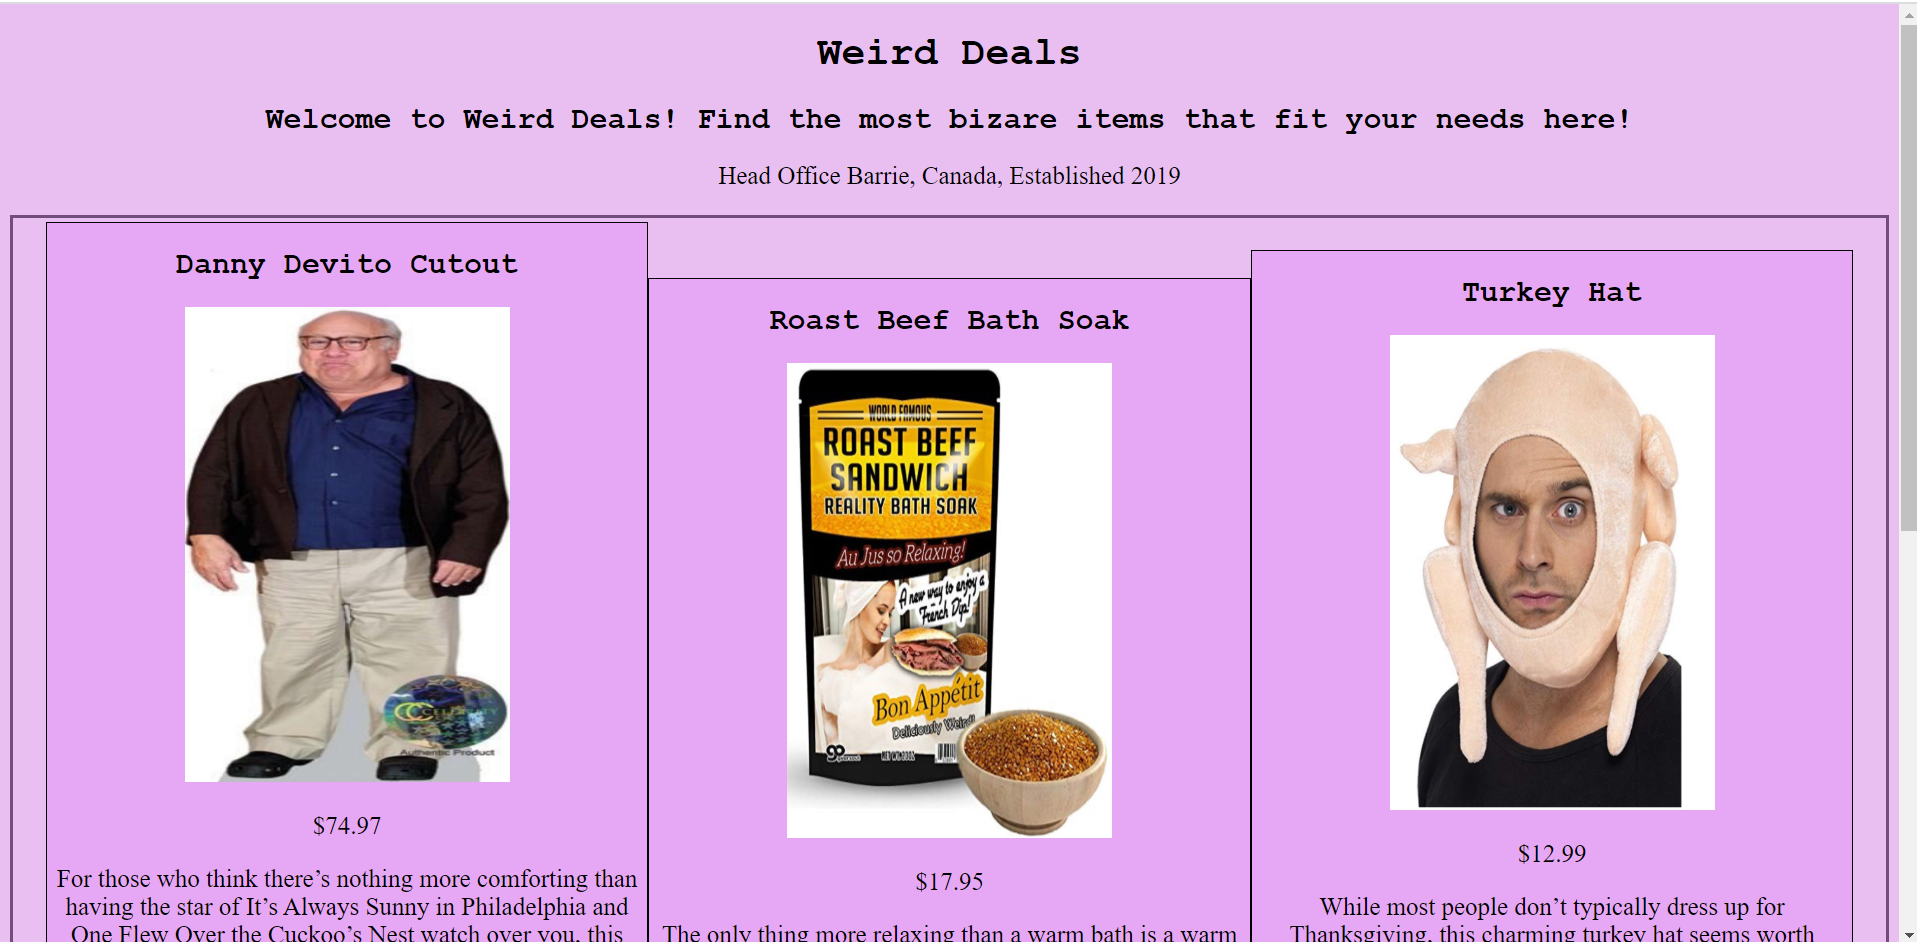 Weird Deals
Welcome to Weird Deals! Find the most bizare items that fit your needs here!
Head Office Barrie, Canada, Established 2019
Danny Devito Cutout
Authentic Product
$74.97
For those who think there’s nothing more comforting than
having the star of It’s Always Sunny in Philadelphia and
One Flew Over the Cuckoo’s Nest watch over you, this
Roast Beef Bath Soak
WORLD FAMOUS
ROAST BEEF
SANDWICH
REALITY BATH SOAK
Au Jus so Relaxing!
A new way to enjoy a
French Dip!
Bon Appétit
Deliciously Weird!
$17.95
The only thing more relaxing than a warm bath is a warm
Turkey Hat
$12.99
While most people don’t typically dress up for
Thanksgiving, this charming turkey hat seems worth